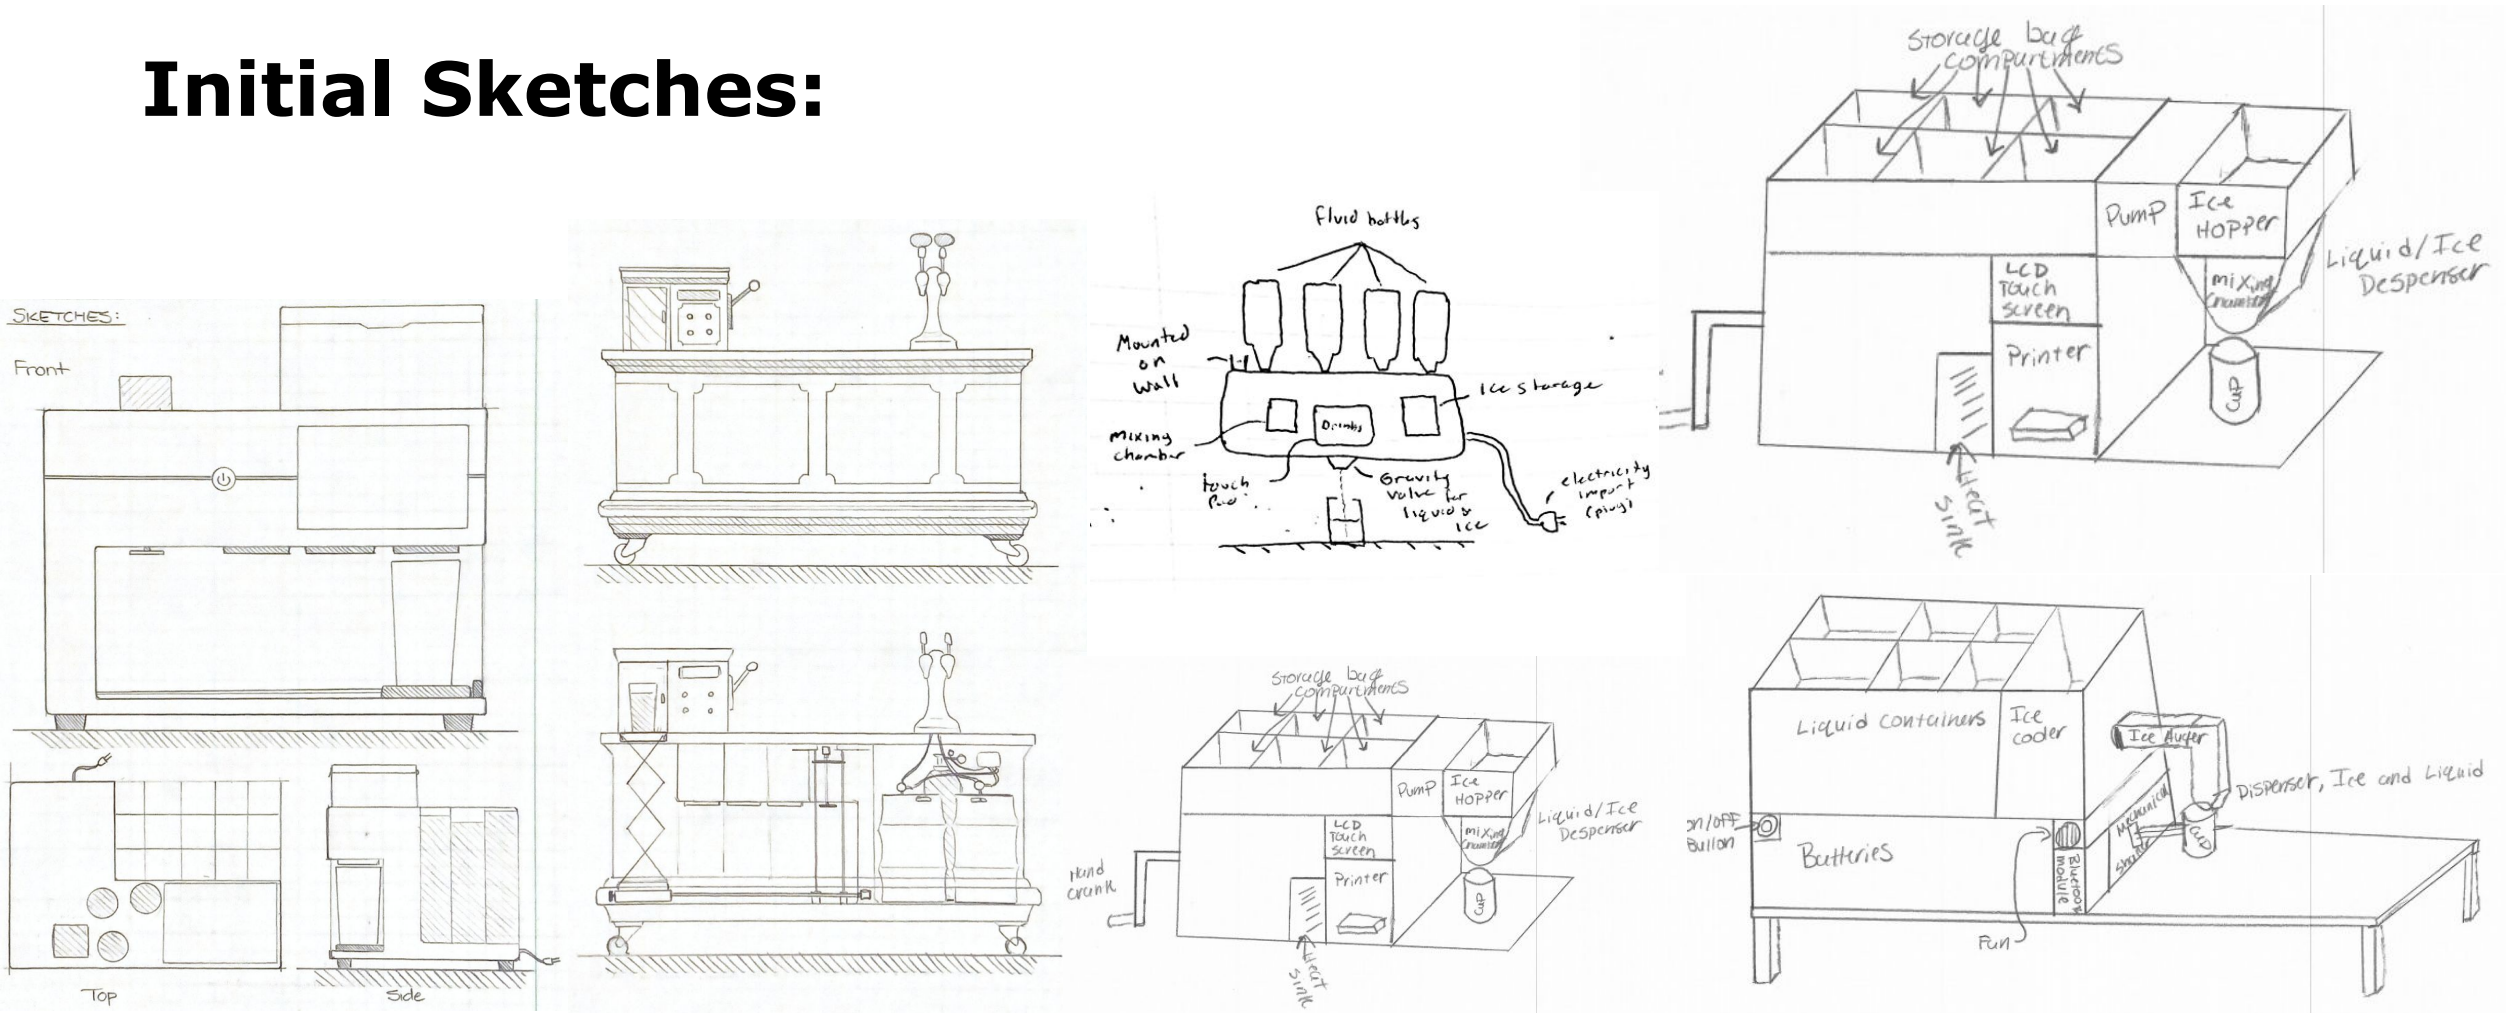 Initial Sketches:
SKETCHES:
Front
Top
Side
Fluid bottles
Mounted
on
Wall
Ice storage
Drinks
Mixing
chamber
touch
Pad
Gravity
valve for
liquid &
ice
electricity
import
(plug)
Storage bag
compartments
Pump
Ice
Hopper
Liquid/Ice
Despenser
LCD
Touch
screen
mixing
Chamber
Printer
Cup
Heat
sink
Storage bag
compartments
Pump
Ice
Hopper
Liquid/Ice
Despenser
LCD
Touch
screen
mixing
Chamber
Hand
crank
Printer
Cup
Heat
sink
Liquid containers
Ice
cooler
Ice Auger
Dispenser, Ice and Liquid
on/off
Button
Batteries
Mechanical
Cup
Bluetooth
module
Fan